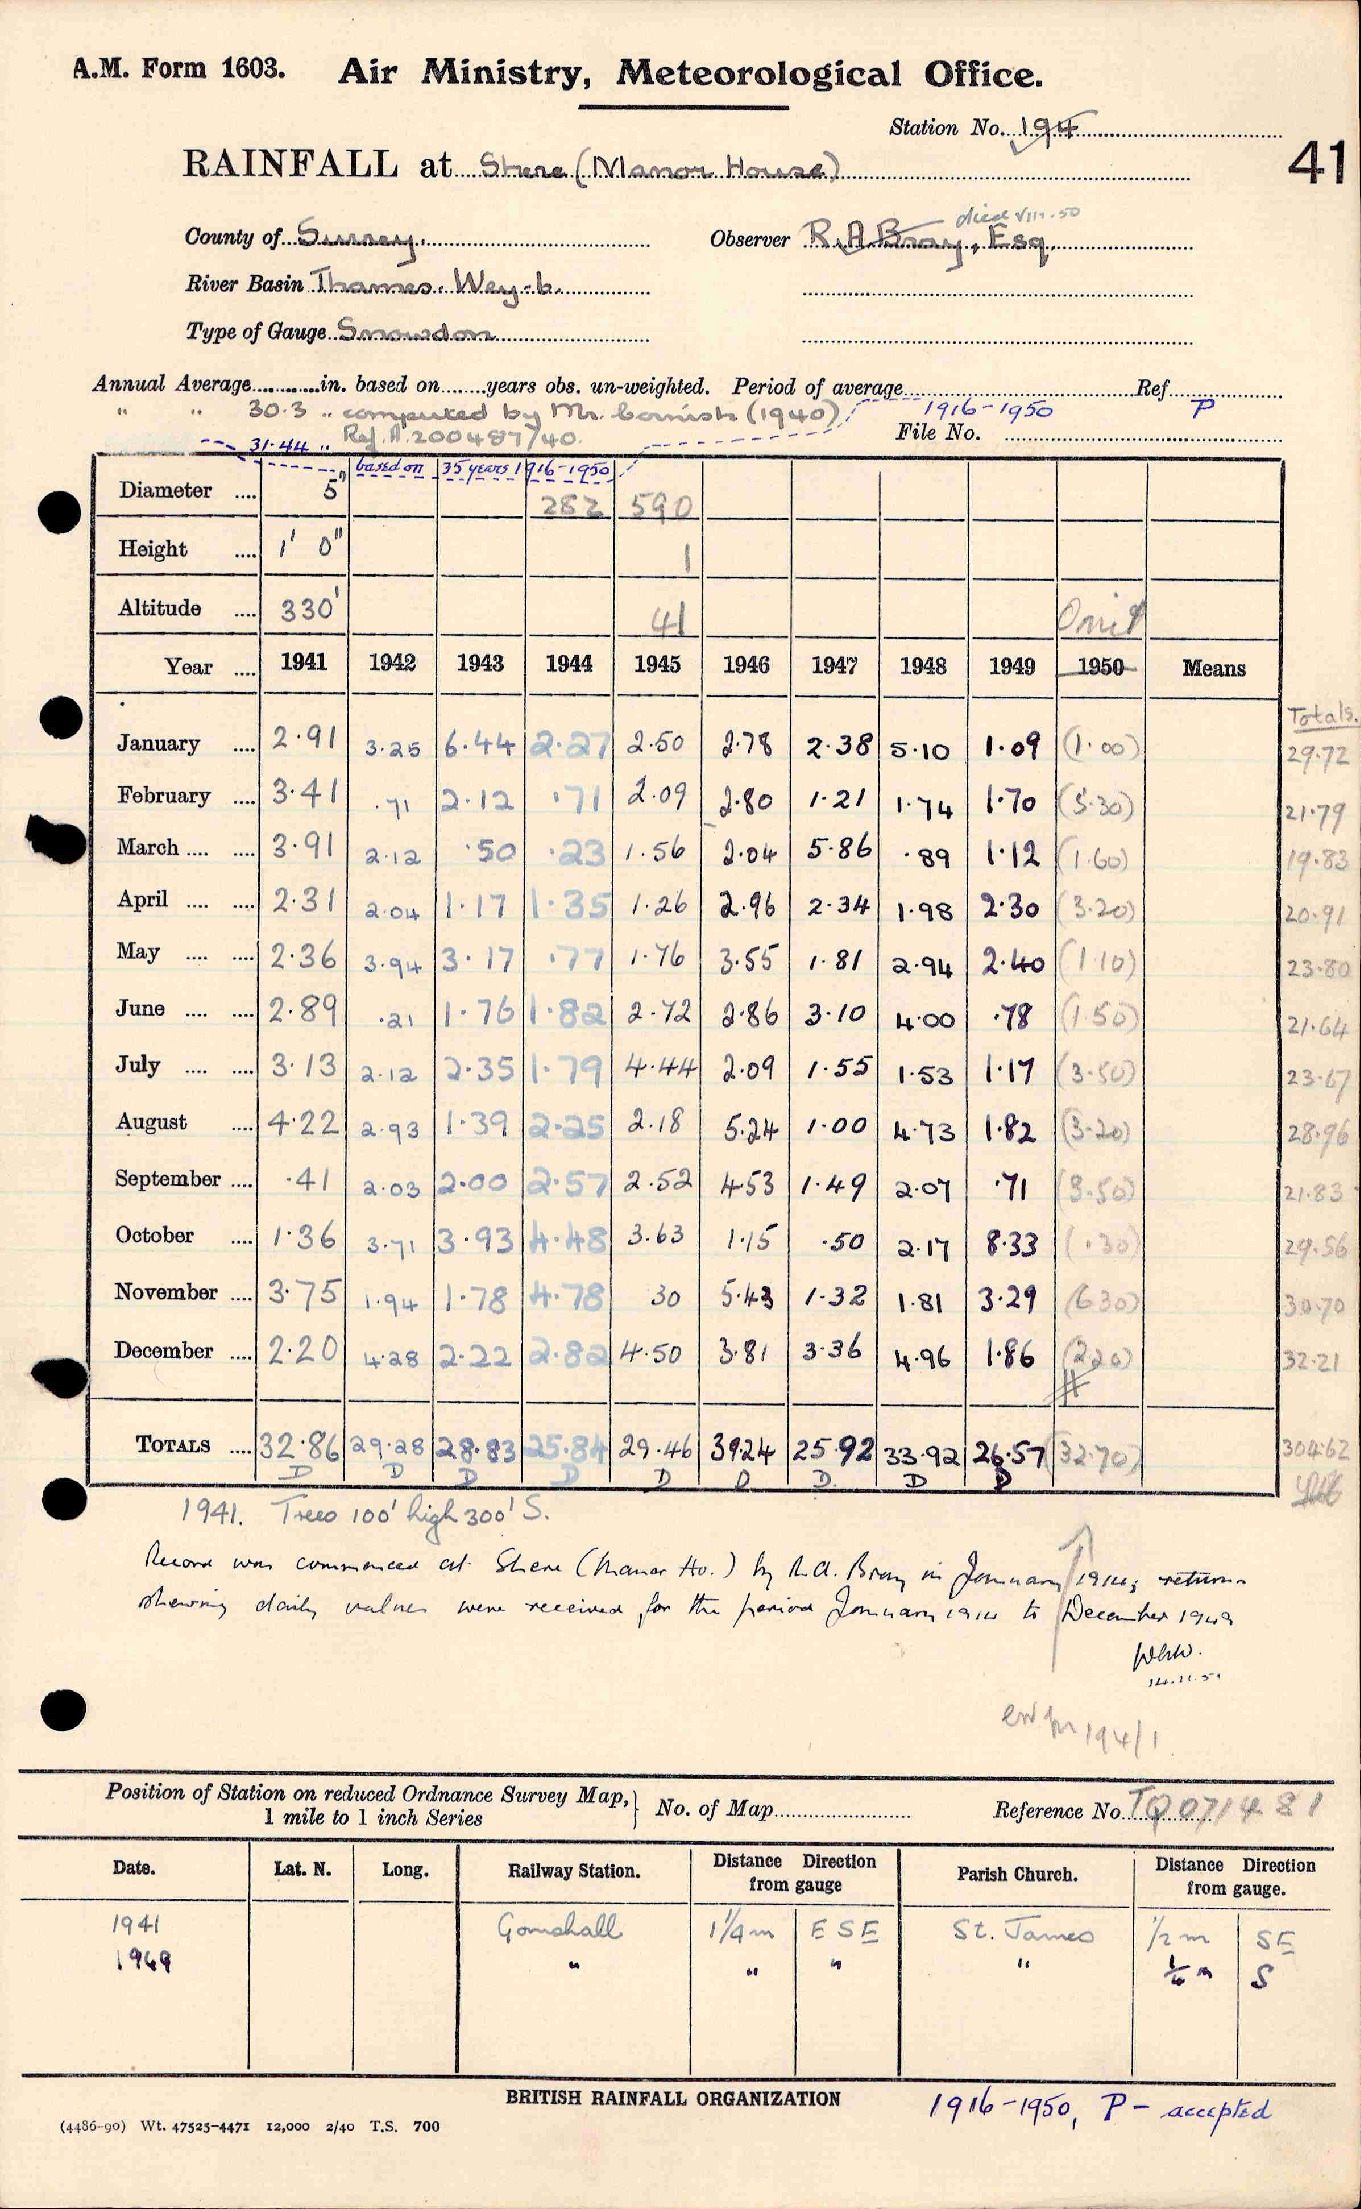 A.M. Form 1603. Air Ministry, Meteorological Office.
Station No. 194
41
RAINFALL at Shere (Manor House)
died VIII.50
County of Surrey. Observer R.A. Bray, Esq.
River Basin Thames. Wey-b.
Type of Gauge Snowdon
Annual Average in. based on years obs. un-weighted. Period of average Ref
" " 30.3 " computed by Mr. Cornish (1940) 1916-1950 P
31.44 " Ref. A.200487/40. File No.
based on 35 years 1916-1950
Diameter .... 5" 282 590
Height .... 1' 0" 1
Altitude .... 330' 41 Omit
Year .... 1941 1942 1943 1944 1945 1946 1947 1948 1949 1950 Means
Totals.
January .... 2.91 3.25 6.44 2.27 2.50 2.78 2.38 5.10 1.09 (1.00) 29.72
February .... 3.41 .71 2.12 .71 2.09 2.80 1.21 1.74 1.70 (5.30) 21.79
March .... .... 3.91 2.12 .50 .23 1.56 2.04 5.86 .89 1.12 (1.60) 19.83
April .... .... 2.31 2.04 1.17 1.35 1.26 2.96 2.34 1.98 2.30 (3.20) 20.91
May .... .... 2.36 3.94 3.17 .77 1.76 3.55 1.81 2.94 2.40 (1.10) 23.80
June .... .... 2.89 .21 1.76 1.82 2.72 2.86 3.10 4.00 .78 (1.50) 21.64
July .... .... 3.13 2.12 2.35 1.79 4.44 2.09 1.55 1.53 1.17 (3.50) 23.67
August .... 4.22 2.93 1.39 2.25 2.18 5.24 1.00 4.73 1.82 (3.20) 28.96
September .... .41 2.03 2.00 2.57 2.52 4.53 1.49 2.07 .71 (3.50) 21.83
October .... 1.36 3.71 3.93 4.48 3.63 1.15 .50 2.17 8.33 (.30) 29.56
November .... 3.75 1.94 1.78 4.78 30 5.43 1.32 1.81 3.29 (6.30) 30.70
December .... 2.20 4.28 2.22 2.82 4.50 3.81 3.36 4.96 1.86 (2.20) 32.21
TOTALS .... 32.86 29.28 28.83 25.84 29.46 39.24 25.92 33.92 26.57 (32.70) 304.62
D D D D D D D. D D
1941. Trees 100' high 300' S.
Record was commenced at Shere (Manor Ho.) by R.A. Bray in January 1914; returns
showing daily values were received for the period January 1914 to December 1949
14.11.51
194/1
Position of Station on reduced Ordnance Survey Map,
1 mile to 1 inch Series
No. of Map Reference No. TQ 071481
Date. Lat. N. Long. Railway Station. Distance Direction from gauge Parish Church. Distance Direction from gauge.
1941 Gomshall 1 1/4 m E S E St. James 1/2 m SE
1949 " " " " 1/4 m S
BRITISH RAINFALL ORGANIZATION
1916-1950, P - accepted
(4486-90) Wt. 47525-4471 12,000 2/40 T.S. 700